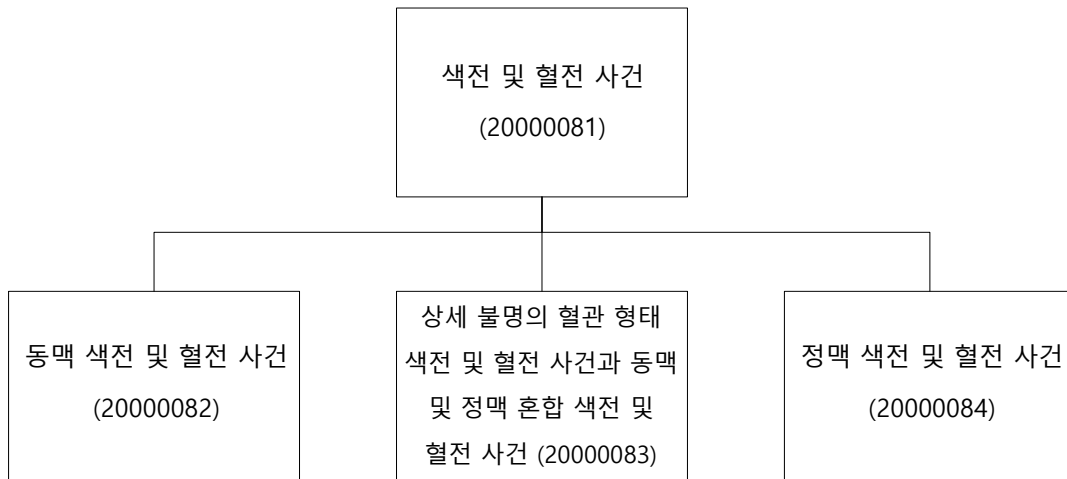 색전 및 혈전 사건
(20000081)
동맥 색전 및 혈전 사건
(20000082)
상세 불명의 혈관 형태
색전 및 혈전 사건과 동맥
및 정맥 혼합 색전 및
혈전 사건 (20000083)
정맥 색전 및 혈전 사건
(20000084)